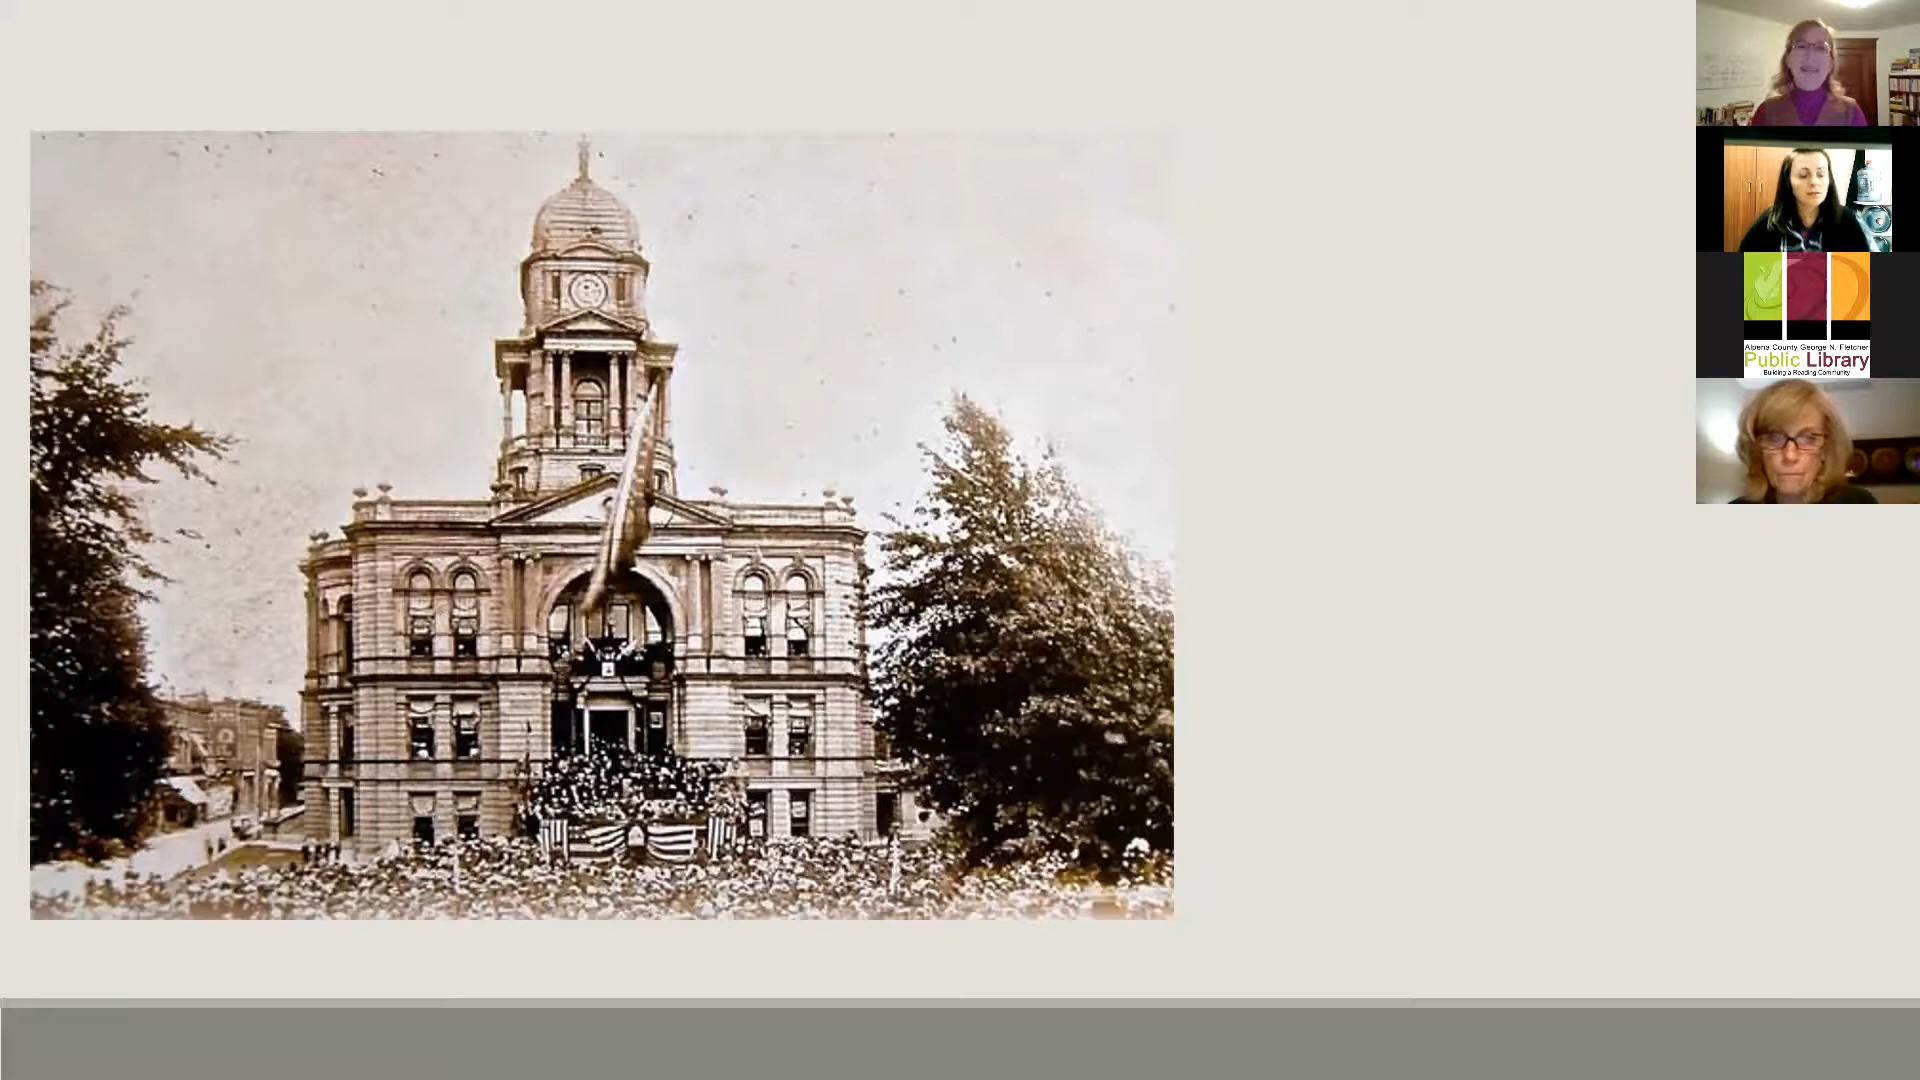 Alpena County George N. Fletcher
Public Library
Building a Reading Community